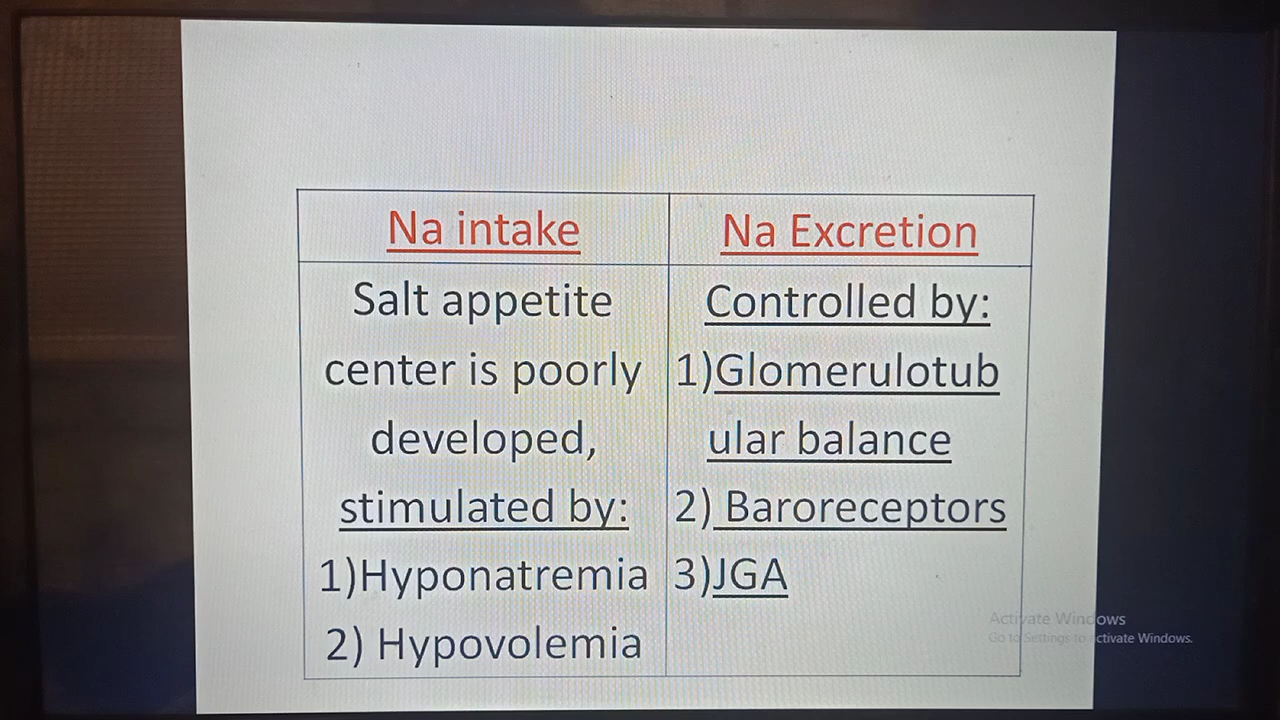 Na intake
Na Excretion
Salt appetite
center is poorly
developed,
stimulated by:
1)Hyponatremia
2) Hypovolemia
Controlled by:
1)Glomerulotub
ular balance
2) Baroreceptors
3)JGA
Activate Windows
Go to Settings to activate Windows.